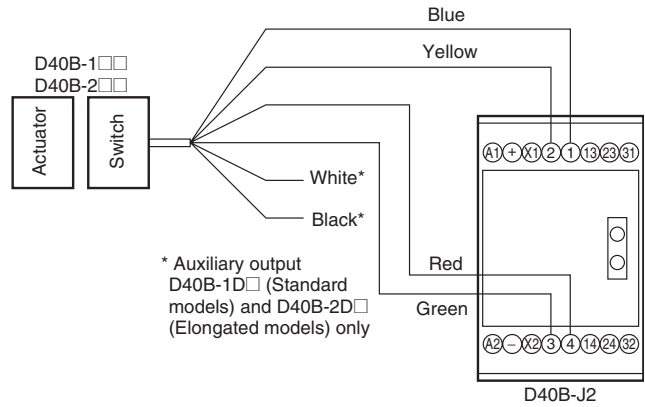 Blue
Yellow
D40B-1□□
D40B-2□□
Actuator
Switch
A1 + X1 2 1 13 23 31
White*
Black*
* Auxiliary output
D40B-1D□ (Standard
models) and D40B-2D□
(Elongated models) only
Red
Green
A2 − X2 3 4 14 24 32
D40B-J2